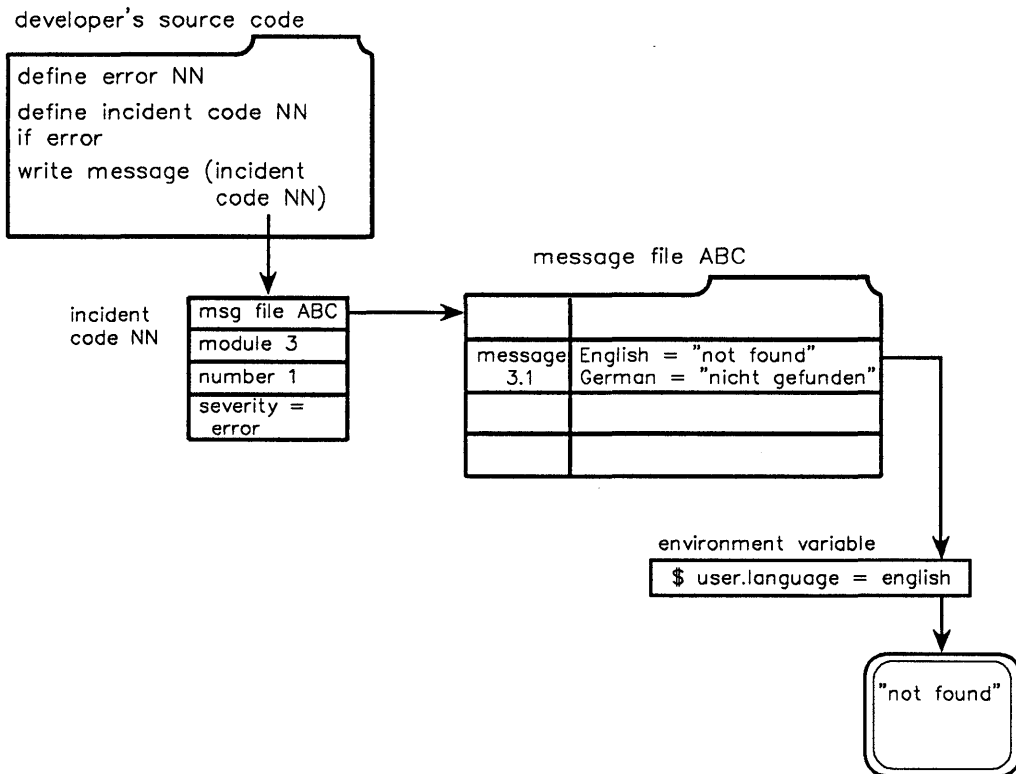 developer's source code
define error NN
define incident code NN
if error
write message (incident
code NN)
incident
code NN
msg file ABC
module 3
number 1
severity =
error
message file ABC
message
3.1
English = "not found"
German = "nicht gefunden"
environment variable
$ user.language = english
"not found"